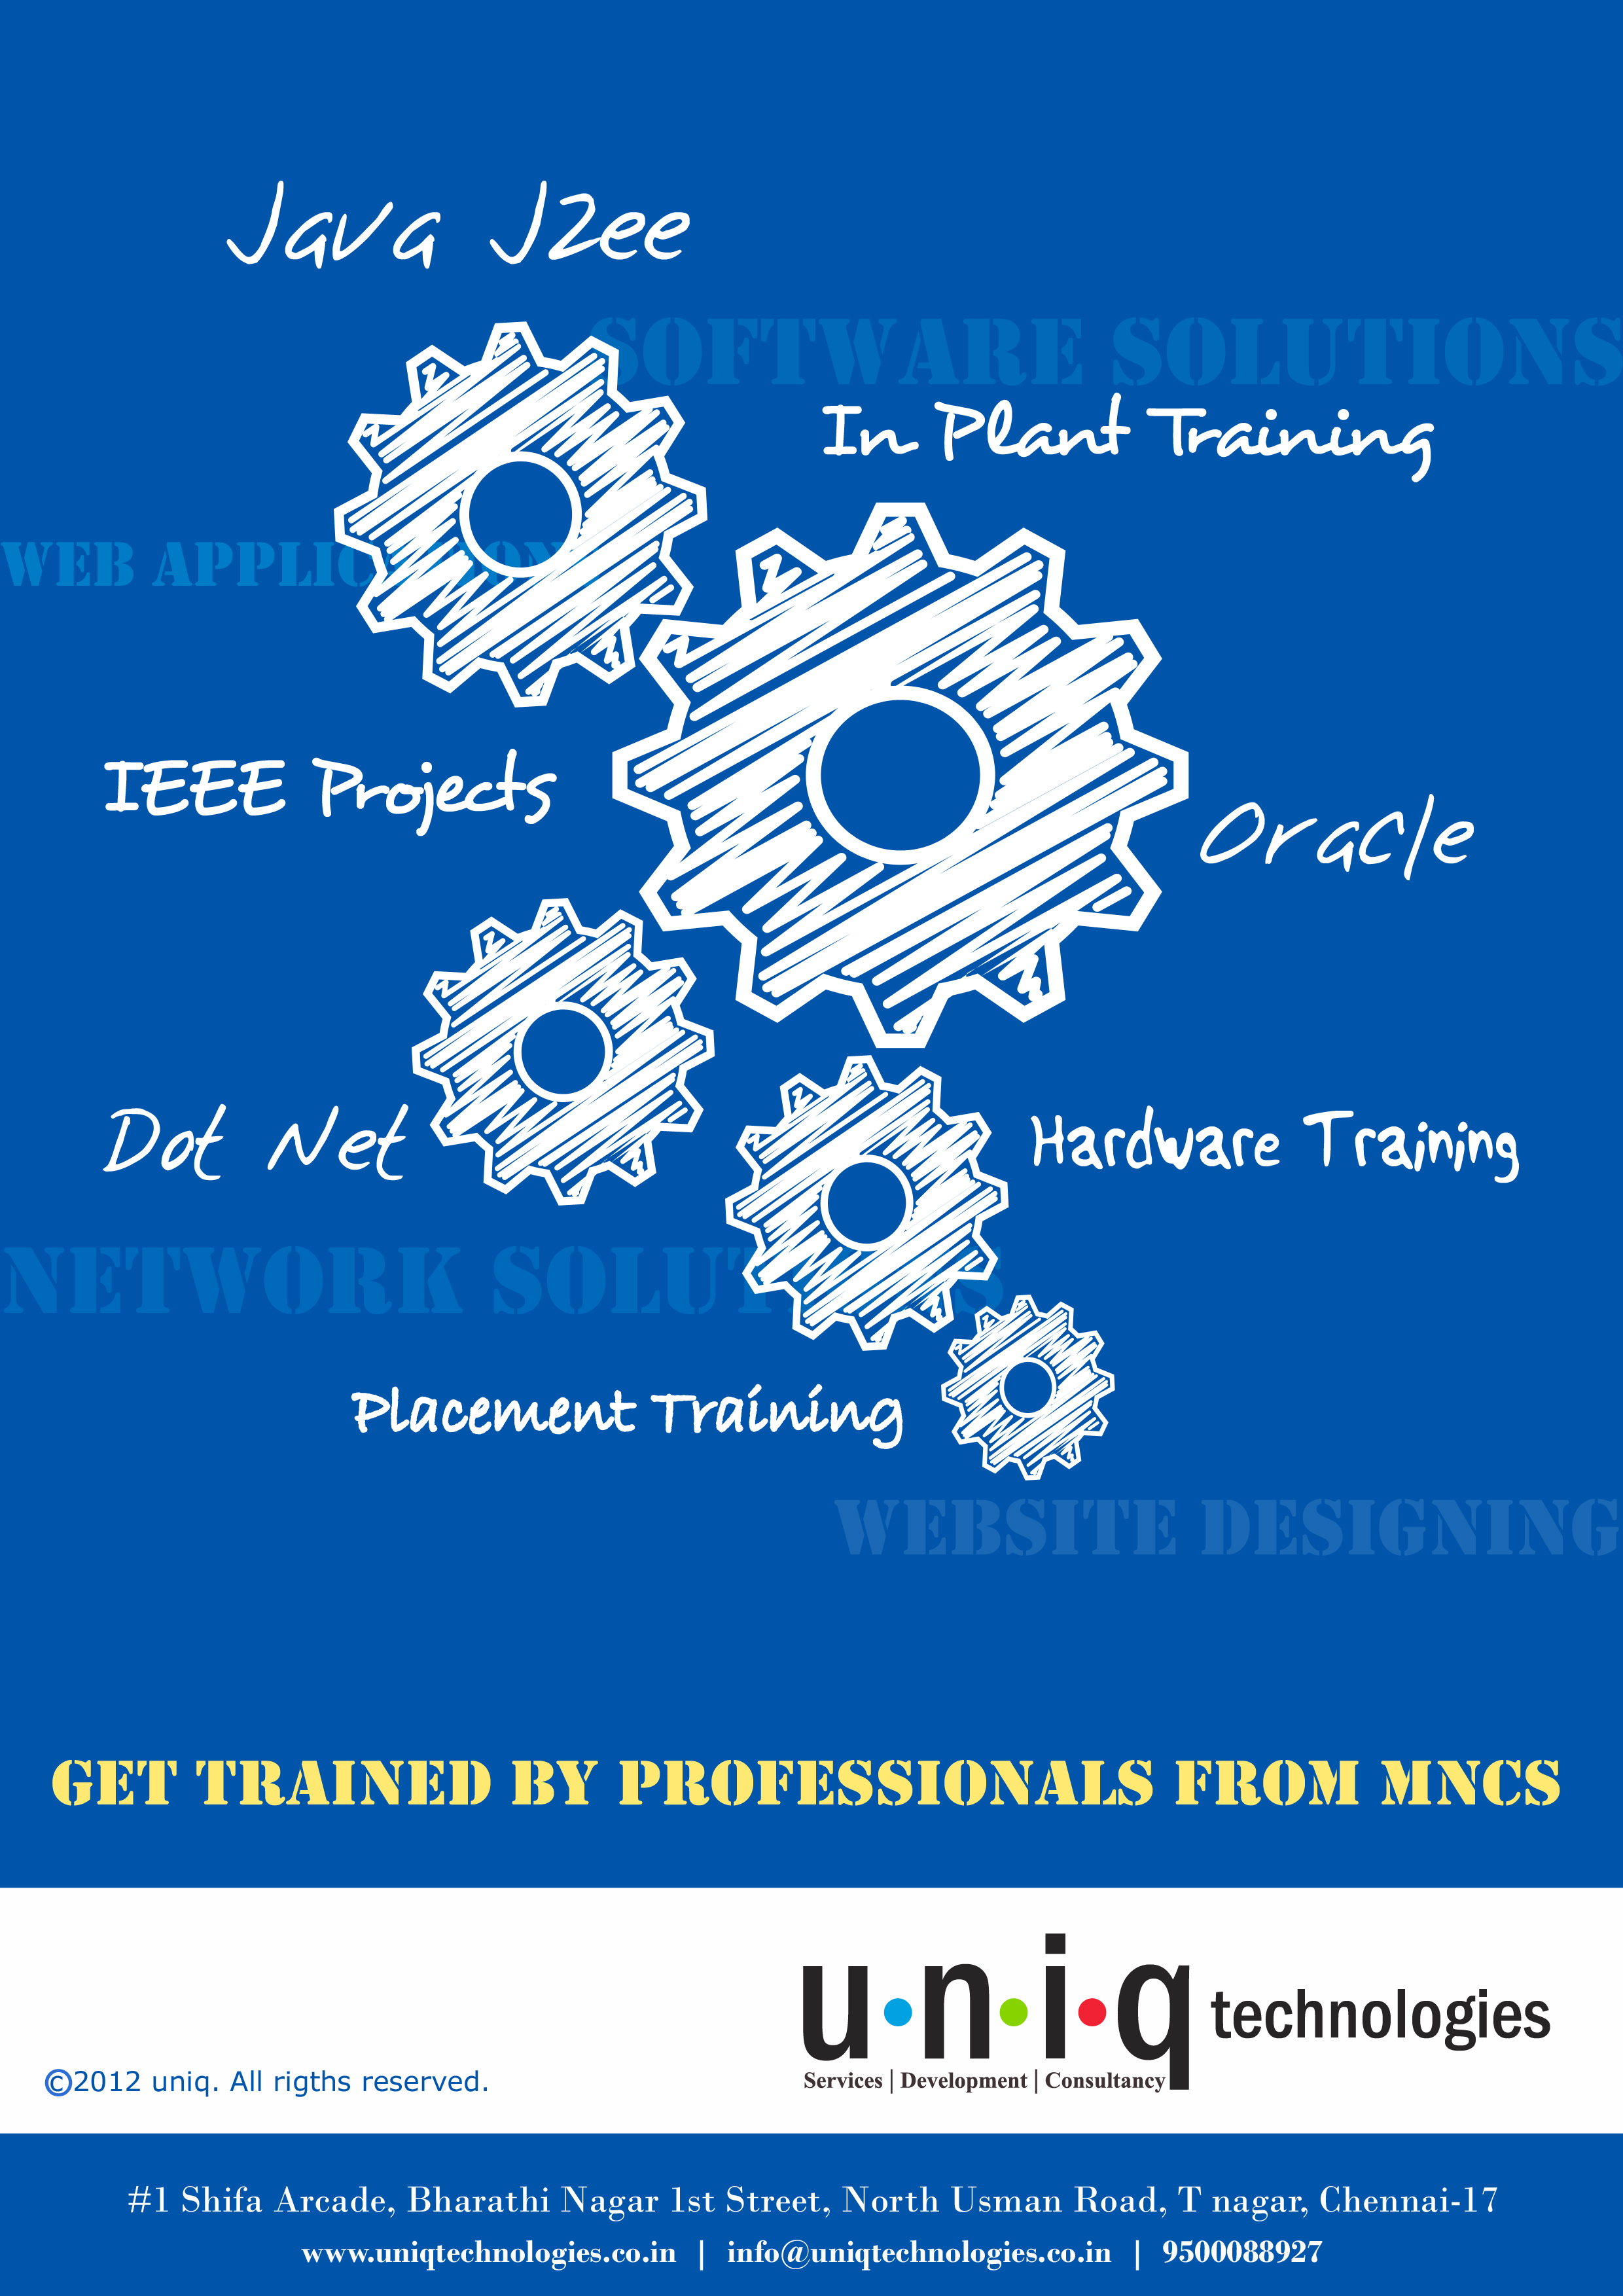 Java J2ee
SOFTWARE SOLUTIONS
In Plant Training
WEB APPLICATION
IEEE Projects
Oracle
Dot Net
Hardware Training
NETWORK SOLUTIONS
Placement Training
WEBSITE DESIGNING
GET TRAINED BY PROFESSIONALS FROM MNCS
u·n·i·q technologies
Services | Development | Consultancy
©2012 uniq. All rigths reserved.
#1 Shifa Arcade, Bharathi Nagar 1st Street, North Usman Road, T nagar, Chennai-17
www.uniqtechnologies.co.in | info@uniqtechnologies.co.in | 9500088927